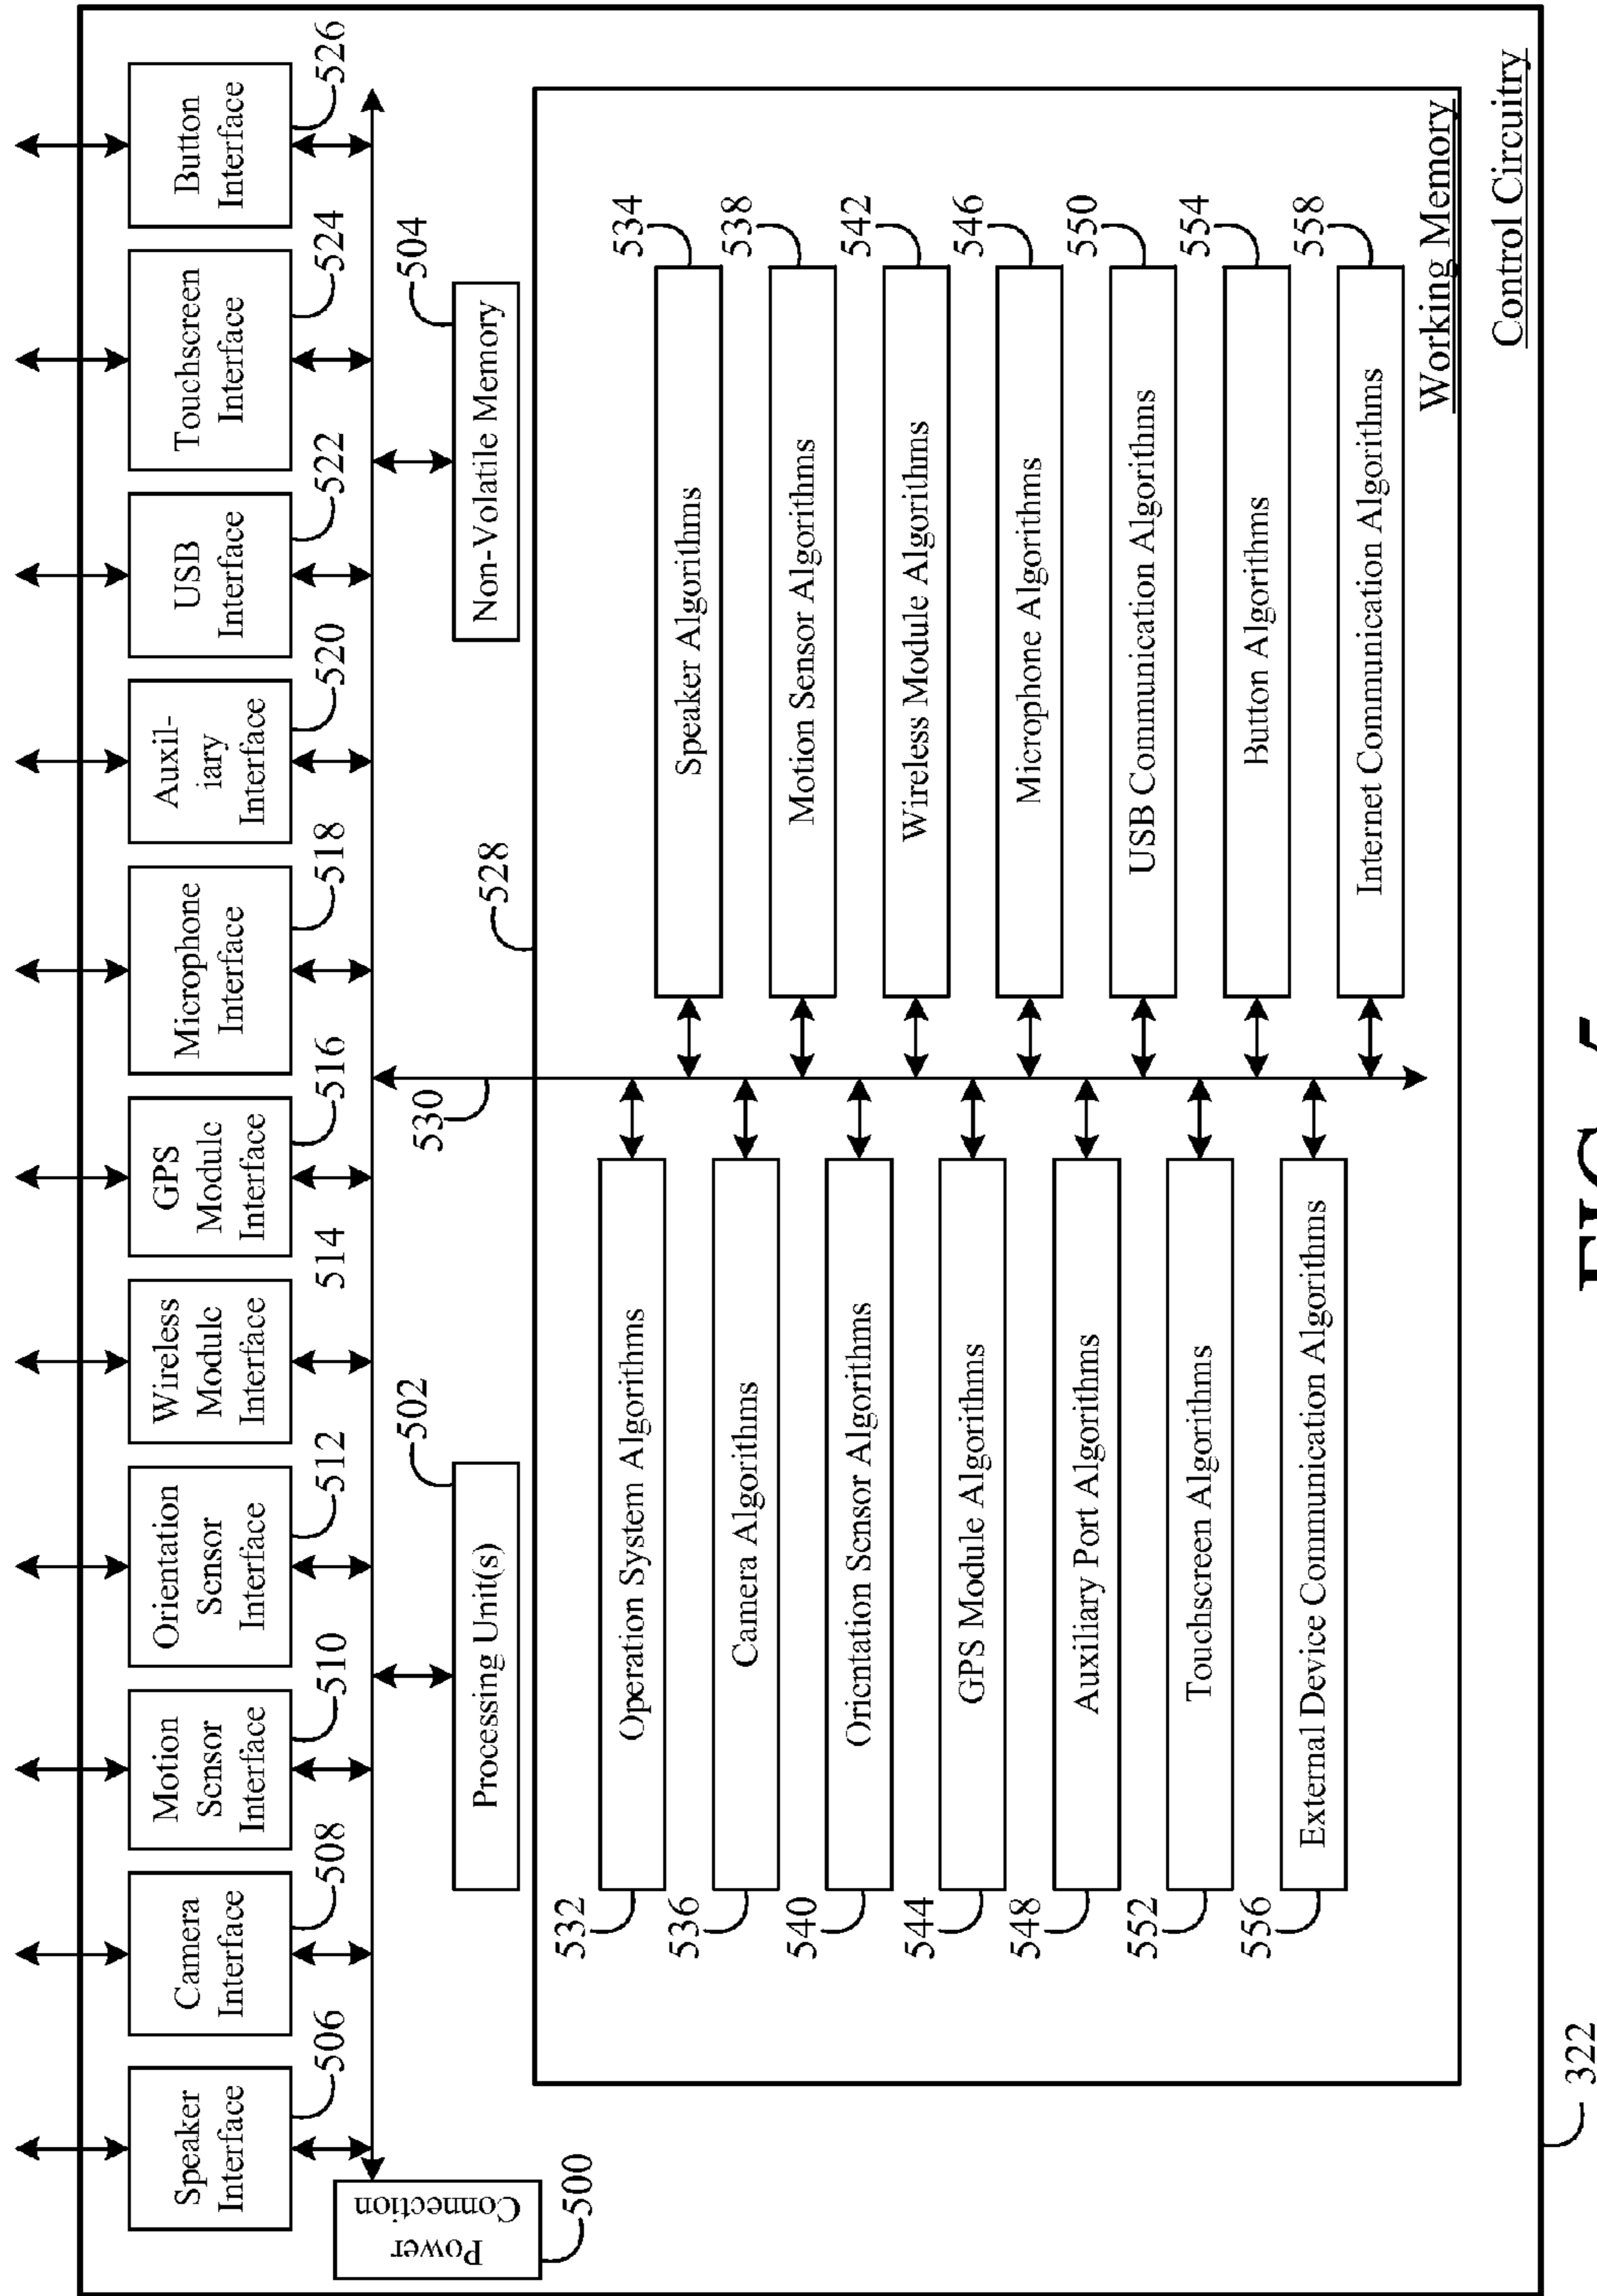 Speaker
Interface
506
Camera
Interface
508
Motion
Sensor
Interface
510
Orientation
Sensor
Interface
512
Wireless
Module
Interface
514
GPS
Module
Interface
516
Microphone
Interface
518
Auxil-
iary
Interface
520
USB
Interface
522
Touchscreen
Interface
524
Button
Interface
526
Power
Connection
500
Processing Unit(s)
502
530
Non-Volatile Memory
504
528
532
Operation System Algorithms
Speaker Algorithms
534
536
Camera Algorithms
Motion Sensor Algorithms
538
540
Orientation Sensor Algorithms
Wireless Module Algorithms
542
544
GPS Module Algorithms
Microphone Algorithms
546
548
Auxiliary Port Algorithms
USB Communication Algorithms
550
552
Touchscreen Algorithms
Button Algorithms
554
556
External Device Communication Algorithms
Internet Communication Algorithms
558
Working Memory
Control Circuitry
322